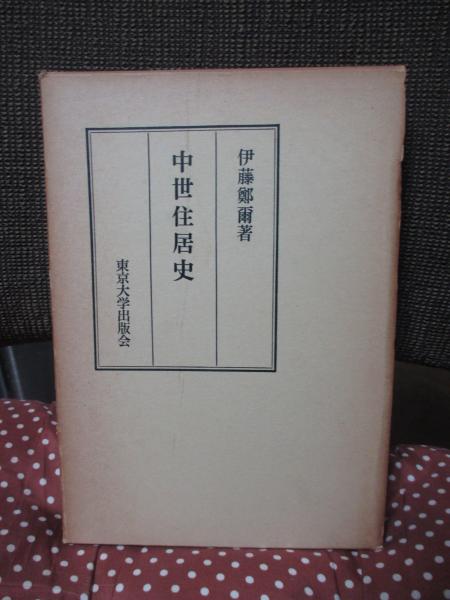 伊藤鄭爾著
中世住居史
東京大学出版会